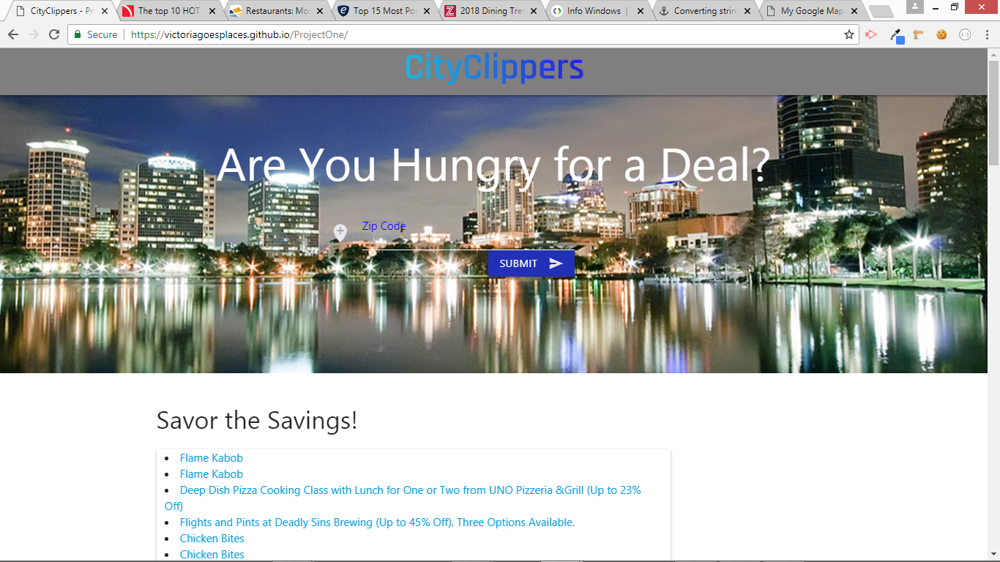 CityClippers - Pr
The top 10 HOT
Restaurants: Mos
Top 15 Most Pop
2018 Dining Tre
Info Windows |
Converting strin
My Google Map
Secure | https://victoriagoesplaces.github.io/ProjectOne/
CityClippers
Are You Hungry for a Deal?
Zip Code
SUBMIT
Savor the Savings!
• Flame Kabob
• Flame Kabob
• Deep Dish Pizza Cooking Class with Lunch for One or Two from UNO Pizzeria &Grill (Up to 23%
Off)
• Flights and Pints at Deadly Sins Brewing (Up to 45% Off). Three Options Available.
• Chicken Bites
• Chicken Bites